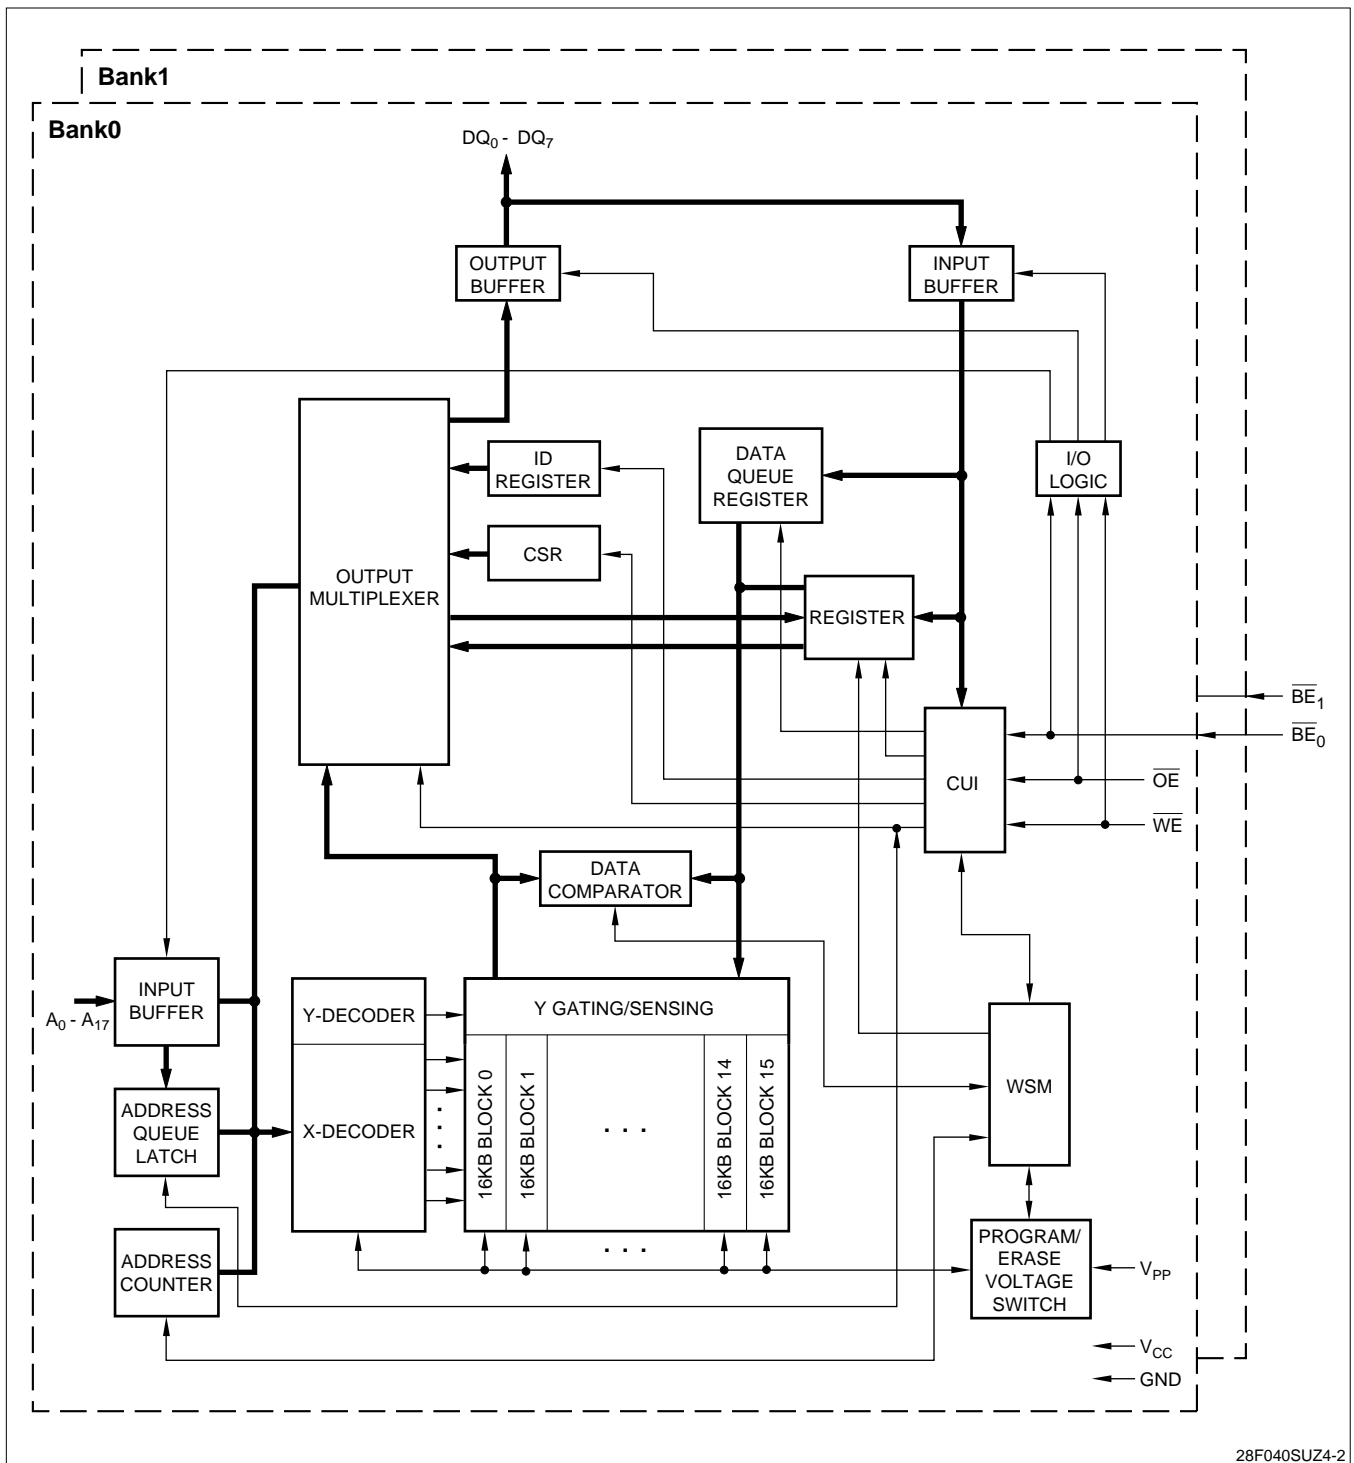 Bank1
Bank0
DQ0 - DQ7
OUTPUT
BUFFER
INPUT
BUFFER
OUTPUT
MULTIPLEXER
ID
REGISTER
CSR
DATA
QUEUE
REGISTER
I/O
LOGIC
REGISTER
BE1
BE0
CUI
OE
WE
DATA
COMPARATOR
INPUT
BUFFER
A0 - A17
Y-DECODER
Y GATING/SENSING
ADDRESS
QUEUE
LATCH
X-DECODER
16KB BLOCK 0
16KB BLOCK 1
. . .
16KB BLOCK 14
16KB BLOCK 15
WSM
ADDRESS
COUNTER
. . .
PROGRAM/
ERASE
VOLTAGE
SWITCH
VPP
VCC
GND
28F040SUZ4-2